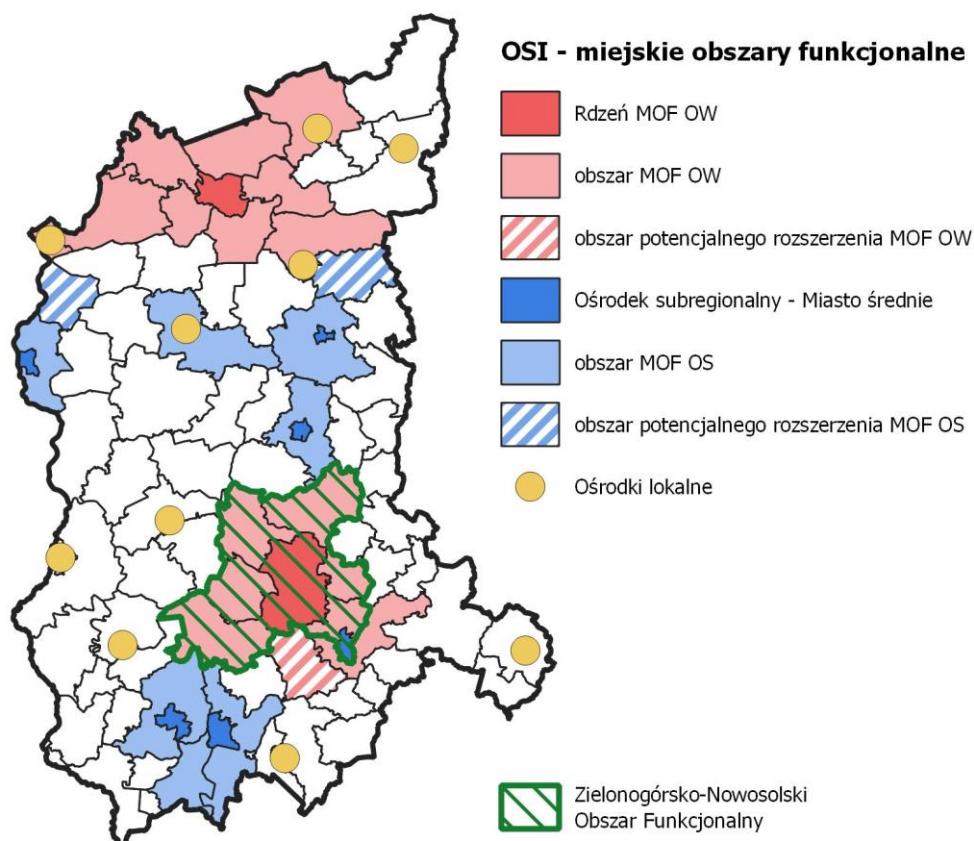 OSI - miejskie obszary funkcjonalne
Rdzeń MOF OW
obszar MOF OW
obszar potencjalnego rozszerzenia MOF OW
Ośrodek subregionalny - Miasto średnie
obszar MOF OS
obszar potencjalnego rozszerzenia MOF OS
Ośrodki lokalne
Zielonogórsko-Nowosolski
Obszar Funkcjonalny